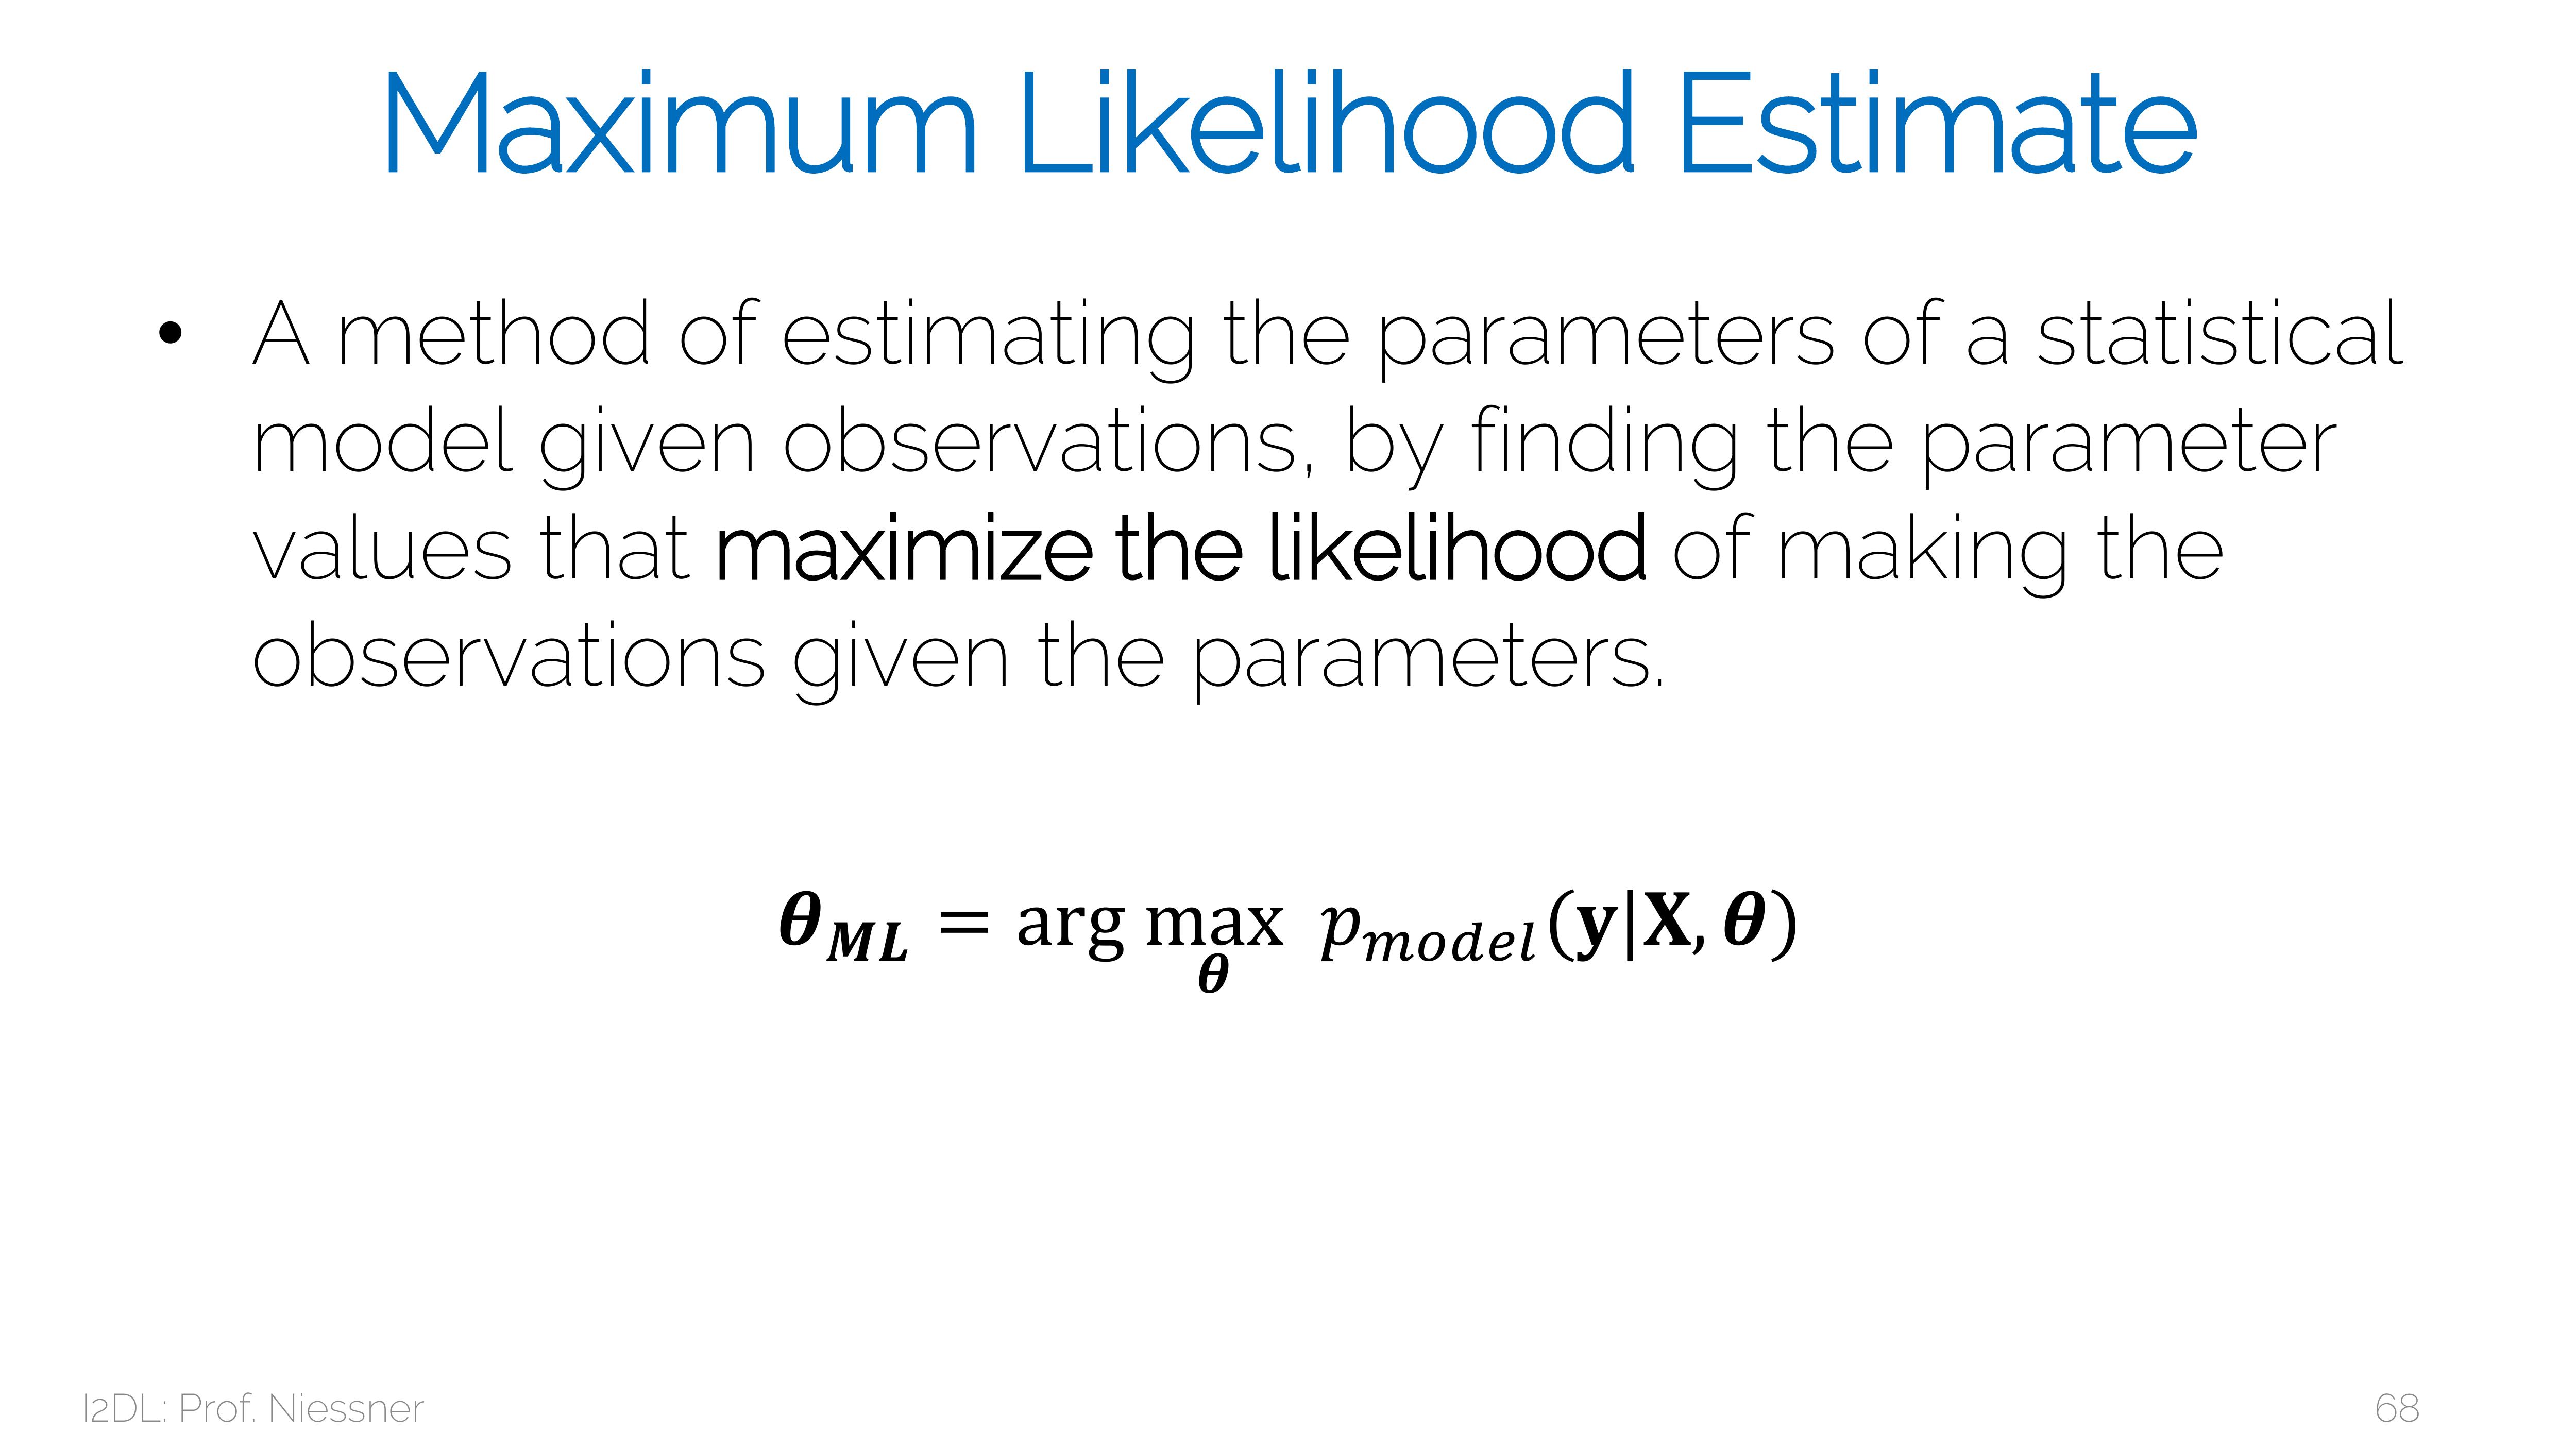 Maximum Likelihood Estimate
• A method of estimating the parameters of a statistical
model given observations, by finding the parameter
values that maximize the likelihood of making the
observations given the parameters.
𝜽_𝑴𝑳 = arg max_𝜽 𝑝_𝑚𝑜𝑑𝑒𝑙(𝐲|𝐗, 𝜽)
I2DL: Prof. Niessner
68